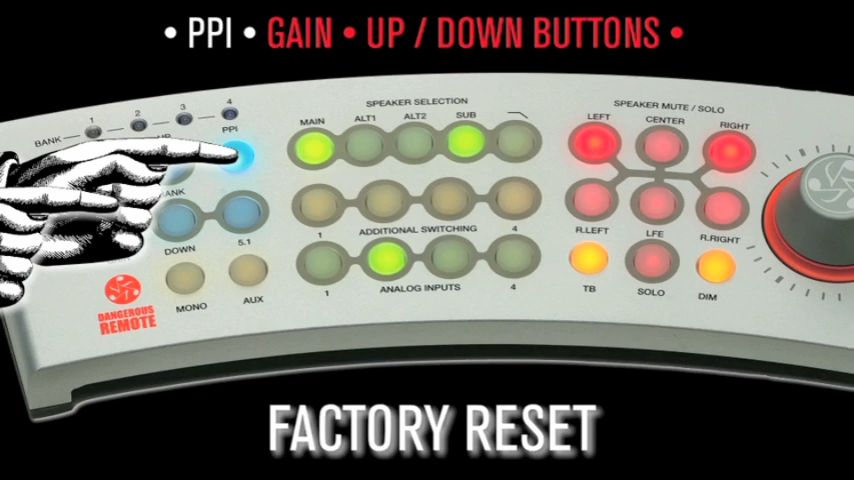 • PPI • GAIN • UP / DOWN BUTTONS •
1 2 3 4
BANK
UP
PPI
BANK
DOWN 5.1
MONO AUX
DANGEROUS
REMOTE
SPEAKER SELECTION
MAIN ALT1 ALT2 SUB
1 ADDITIONAL SWITCHING 4
1 ANALOG INPUTS 4
SPEAKER MUTE / SOLO
LEFT CENTER RIGHT
R.LEFT LFE R.RIGHT
TB SOLO DIM
FACTORY RESET